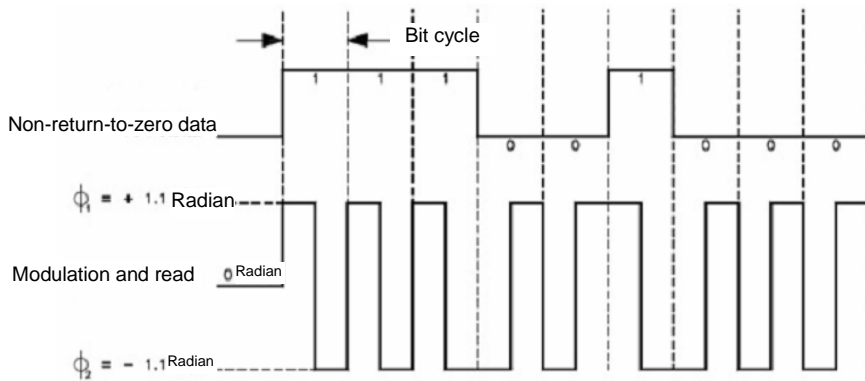 Bit cycle
1 1 1 1
Non-return-to-zero data
0 0 0 0 0
ϕ₁ = + 1.1 Radian
Modulation and read 0 Radian
ϕ₂ = - 1.1 Radian